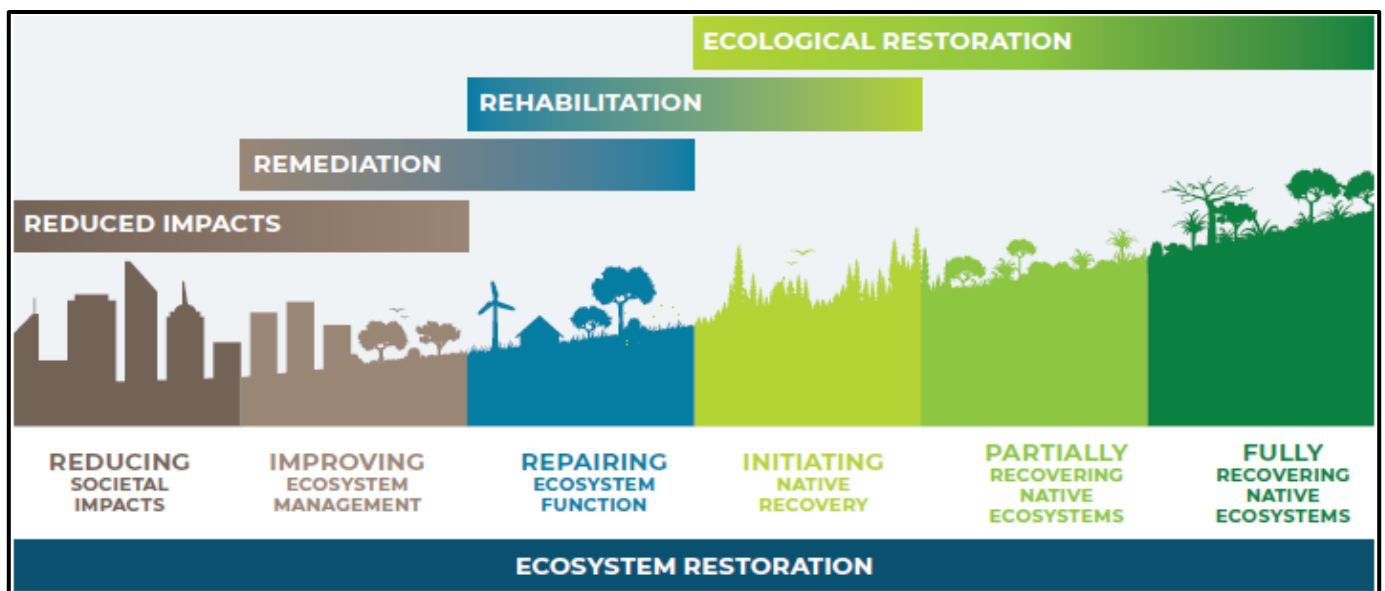 ECOLOGICAL RESTORATION
REHABILITATION
REMEDIATION
REDUCED IMPACTS
REDUCING
SOCIETAL
IMPACTS
IMPROVING
ECOSYSTEM
MANAGEMENT
REPAIRING
ECOSYSTEM
FUNCTION
INITIATING
NATIVE
RECOVERY
PARTIALLY
RECOVERING
NATIVE
ECOSYSTEMS
FULLY
RECOVERING
NATIVE
ECOSYSTEMS
ECOSYSTEM RESTORATION